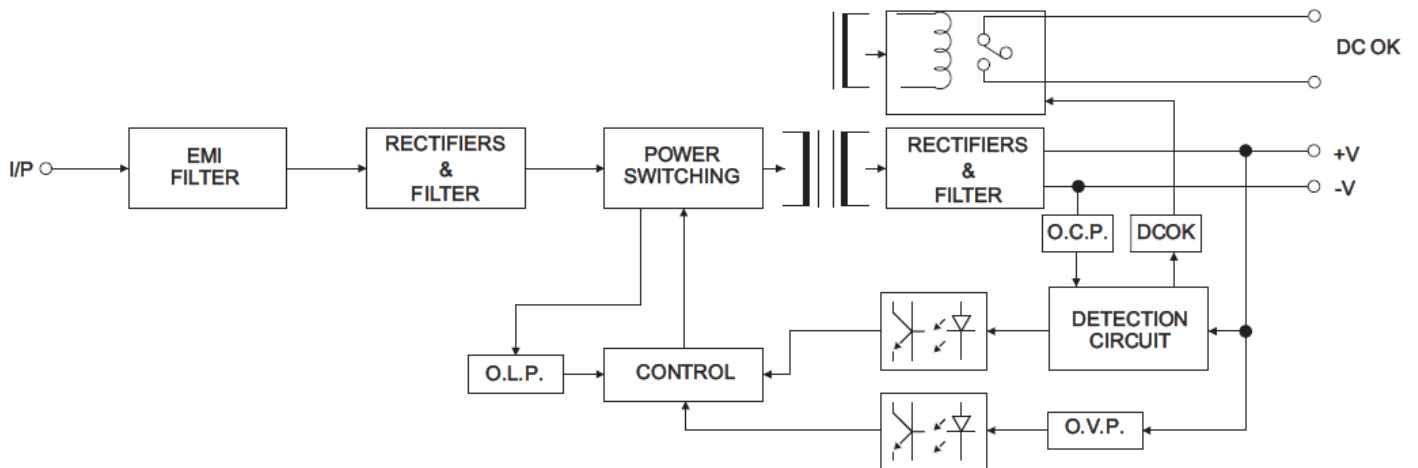 DC OK
I/P
EMI
FILTER
RECTIFIERS
&
FILTER
POWER
SWITCHING
RECTIFIERS
&
FILTER
+V
-V
O.C.P.
DCOK
DETECTION
CIRCUIT
O.L.P.
CONTROL
O.V.P.